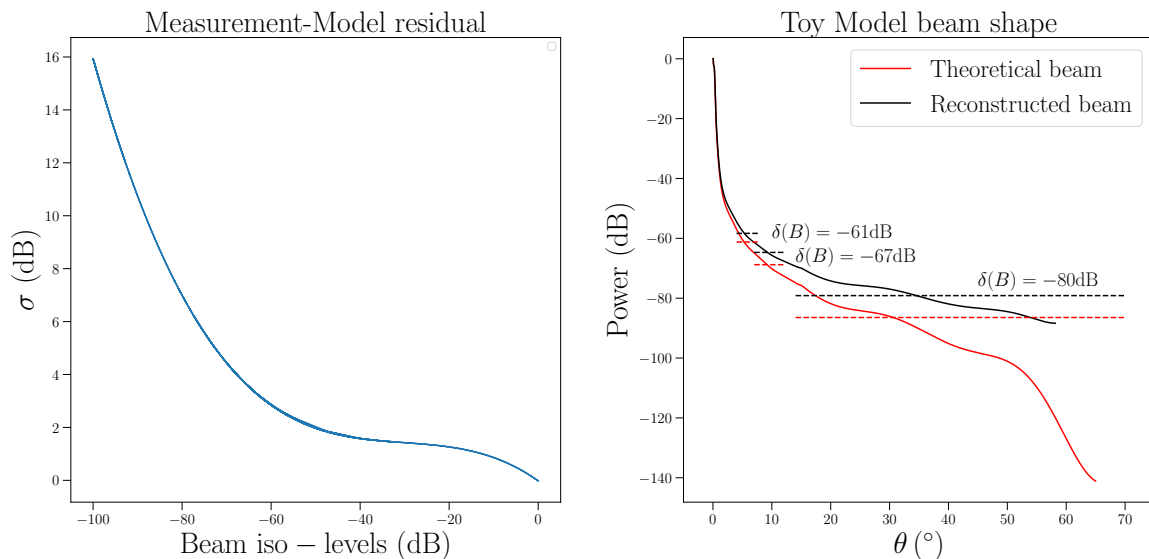 Measurement-Model residual
16
14
12
10
8
6
4
2
0
σ (dB)
−100
−80
−60
−40
−20
0
Beam iso − levels (dB)
Toy Model beam shape
Theoretical beam
Reconstructed beam
δ(B) = −61dB
δ(B) = −67dB
δ(B) = −80dB
0
−20
−40
−60
−80
−100
−120
−140
Power (dB)
0
10
20
30
40
50
60
70
θ (°)